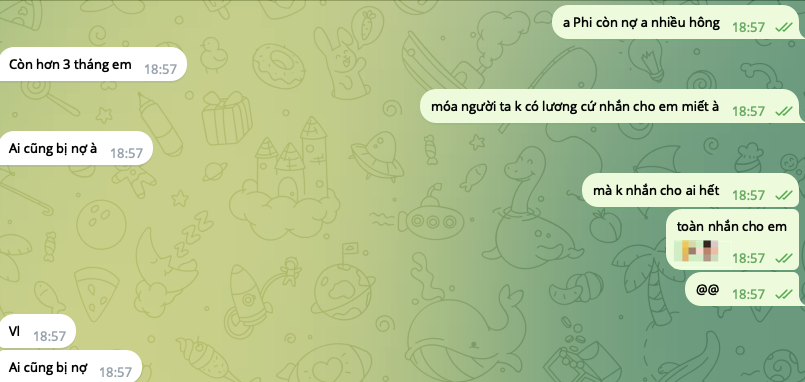 a Phi còn nợ a nhiều hông 18:57
Còn hơn 3 tháng em 18:57
móa người ta k có lương cứ nhắn cho em miết à 18:57
Ai cũng bị nợ à 18:57
mà k nhắn cho ai hết 18:57
toàn nhắn cho em
18:57
@@ 18:57
Vl 18:57
Ai cũng bị nợ 18:57